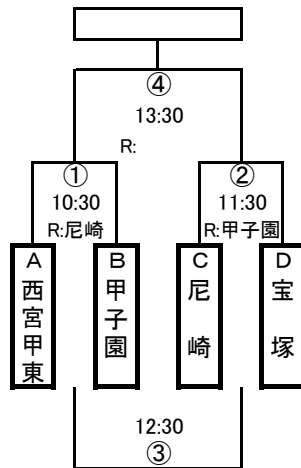 ④
13:30
R:
① ②
10:30 11:30
R:尼崎 R:甲子園
A B C D
西宮甲東
甲子園
尼崎
宝塚
12:30
③